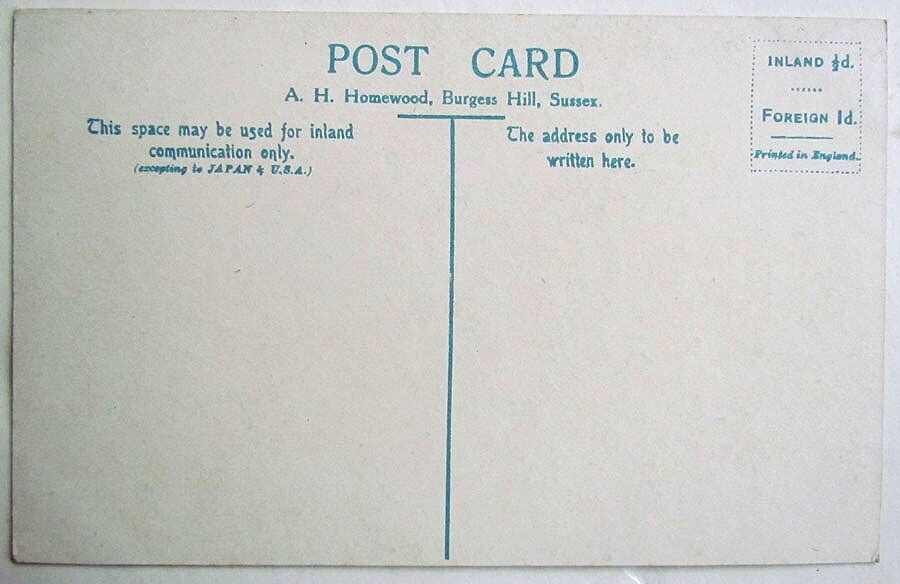 POST CARD
A. H. Homewood, Burgess Hill, Sussex.
This space may be used for inland
communication only.
(excepting to JAPAN & U.S.A.)
The address only to be
written here.
INLAND ½d.
FOREIGN 1d.
Printed in England.